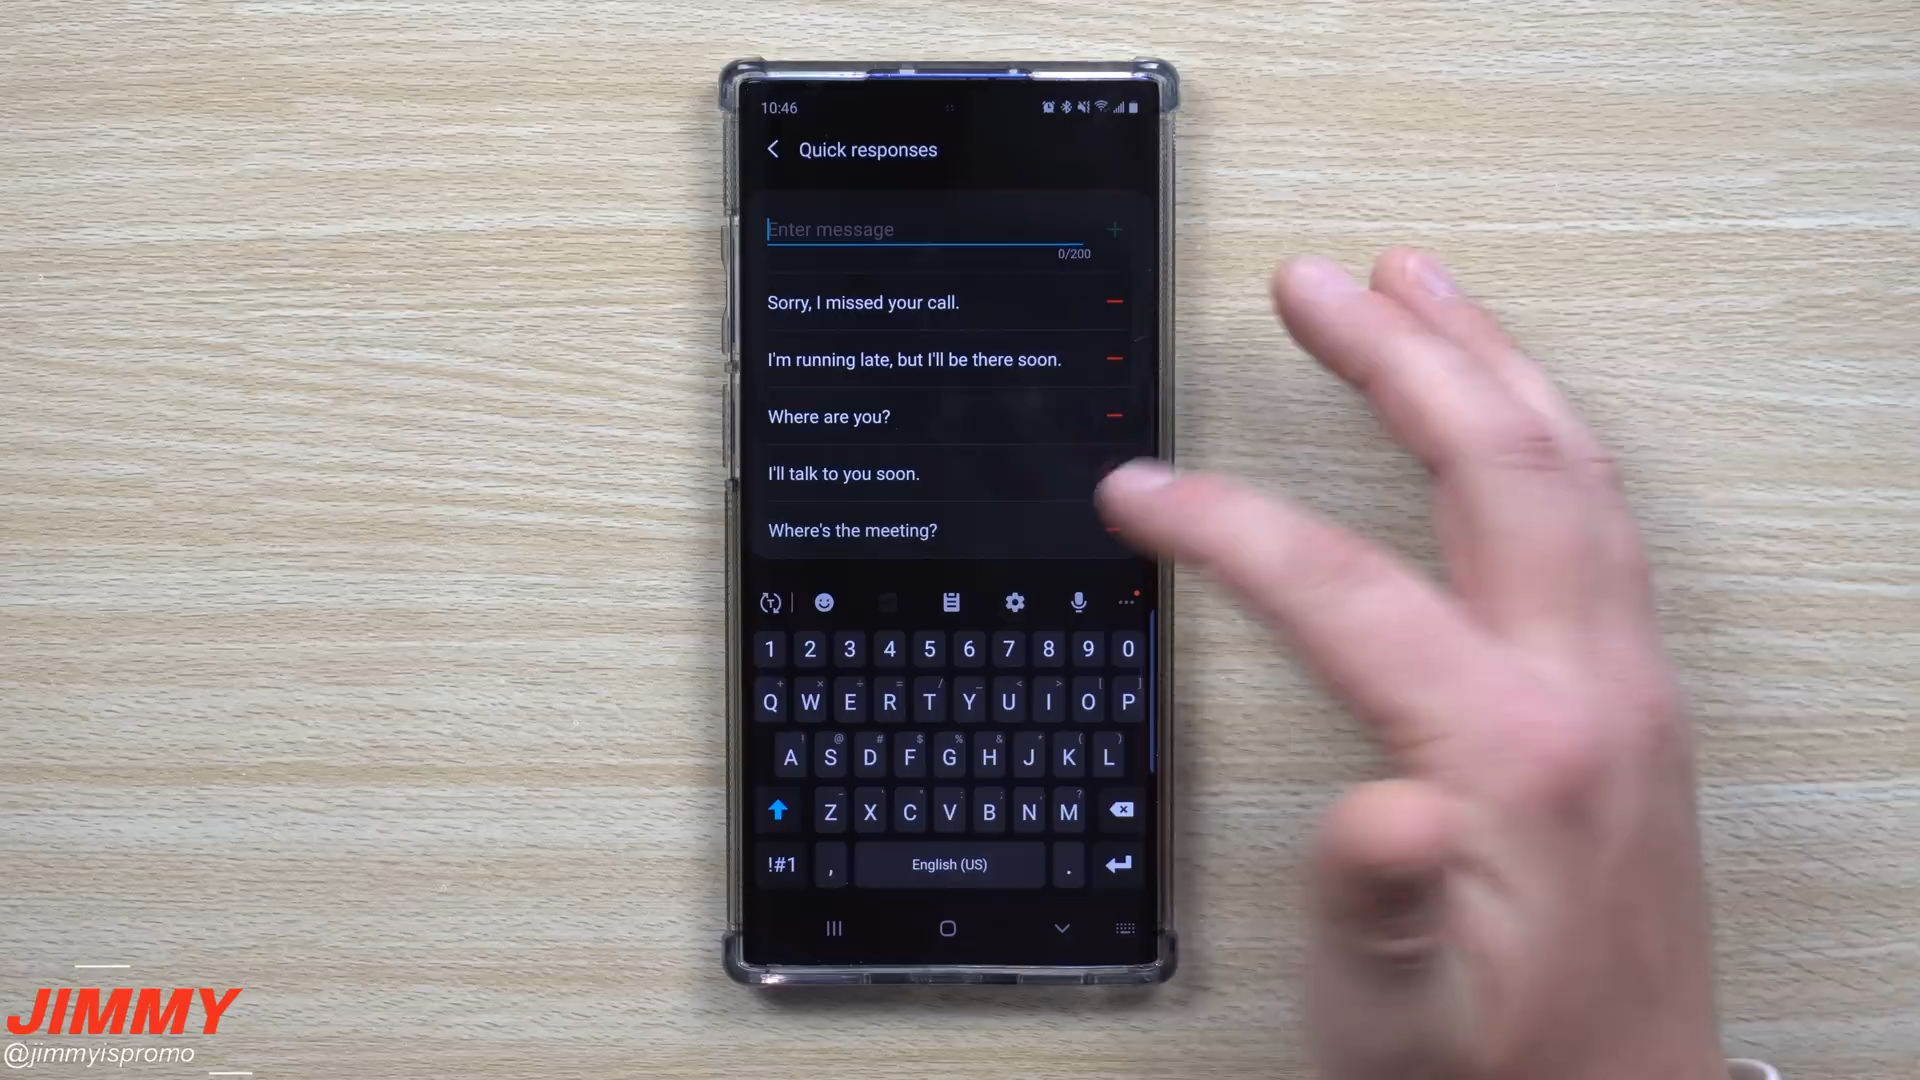 10:46
Quick responses
Enter message
0/200
Sorry, I missed your call.
I'm running late, but I'll be there soon.
Where are you?
I'll talk to you soon.
Where's the meeting?
1 2 3 4 5 6 7 8 9 0
Q W E R T Y U I O P
A S D F G H J K L
Z X C V B N M
!#1 , English (US) .
JIMMY
@jimmyispromo